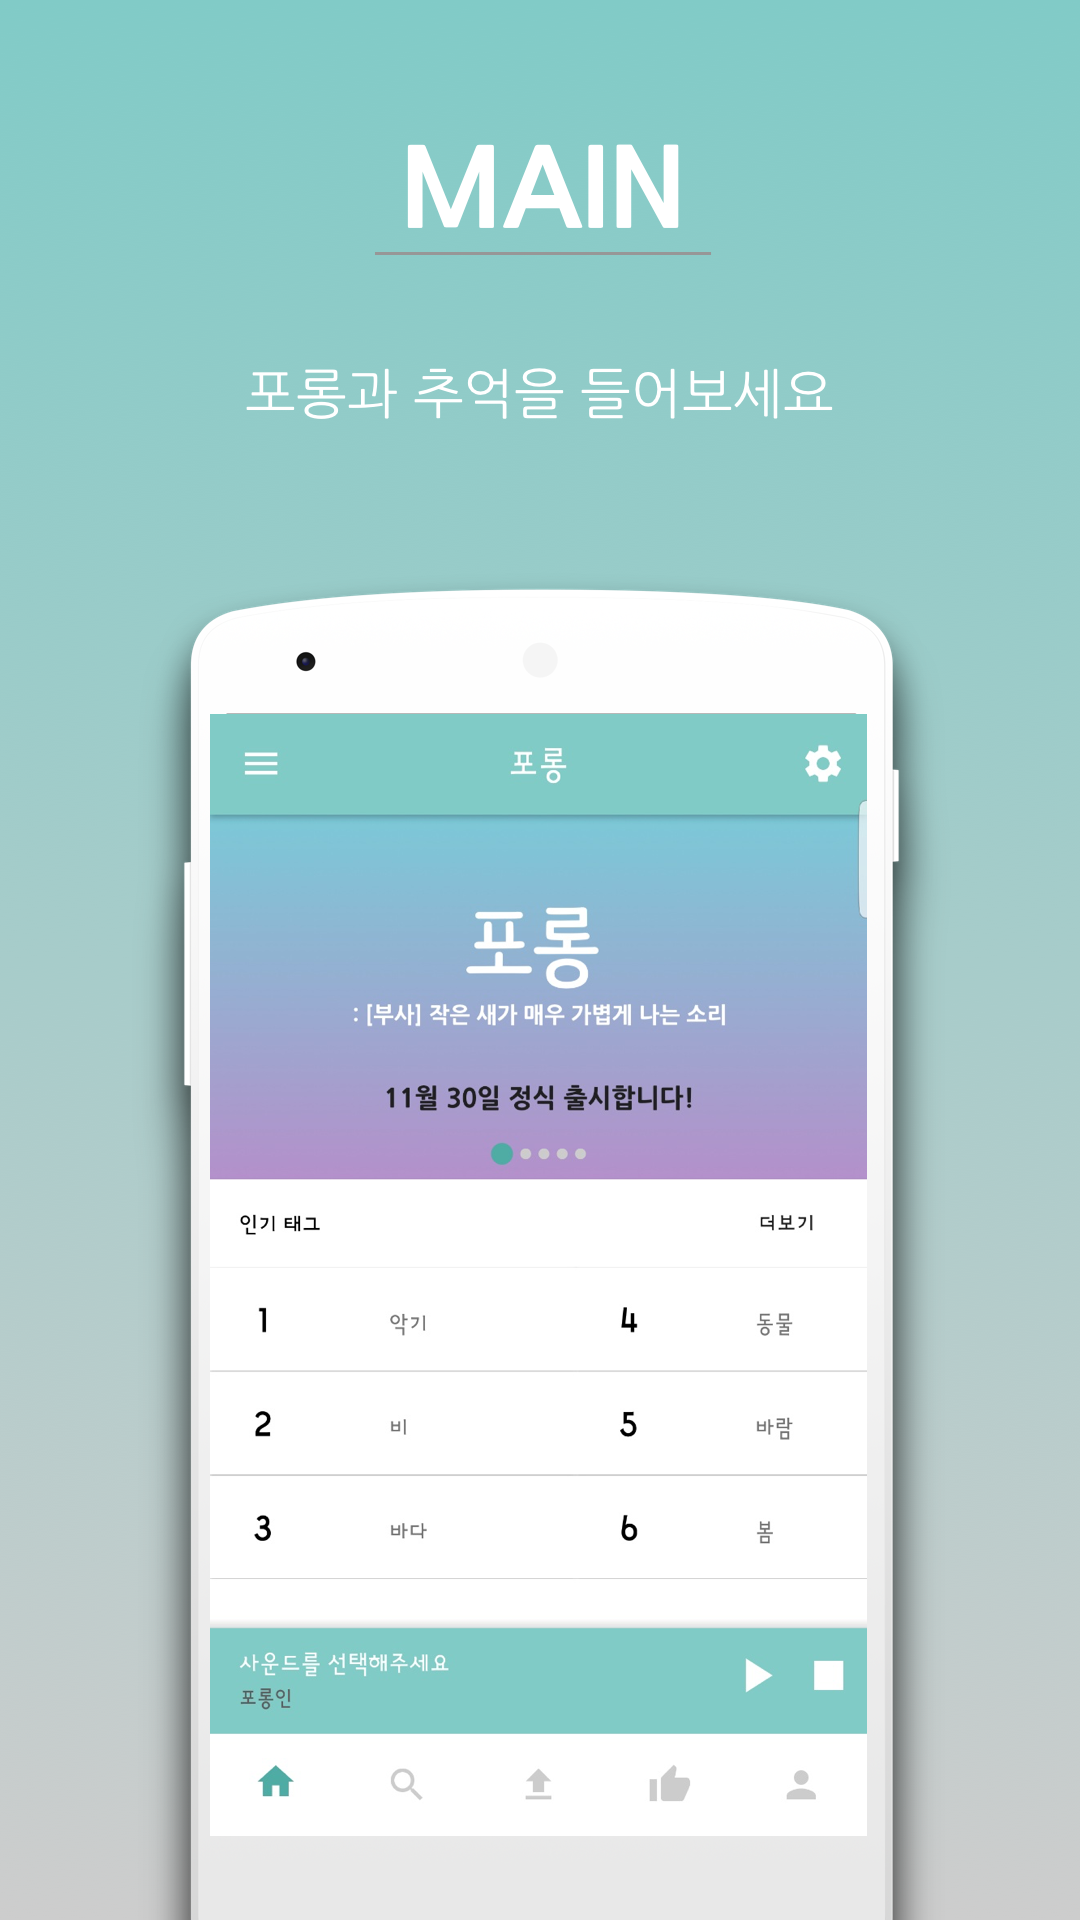 MAIN
포롱과 추억을 들어보세요
포롱
포롱
: [부사] 작은 새가 매우 가볍게 나는 소리
11월 30일 정식 출시합니다!
인기 태그 더보기
1 악기 4 동물
2 비 5 바람
3 바다 6 봄
사운드를 선택해주세요
포롱인